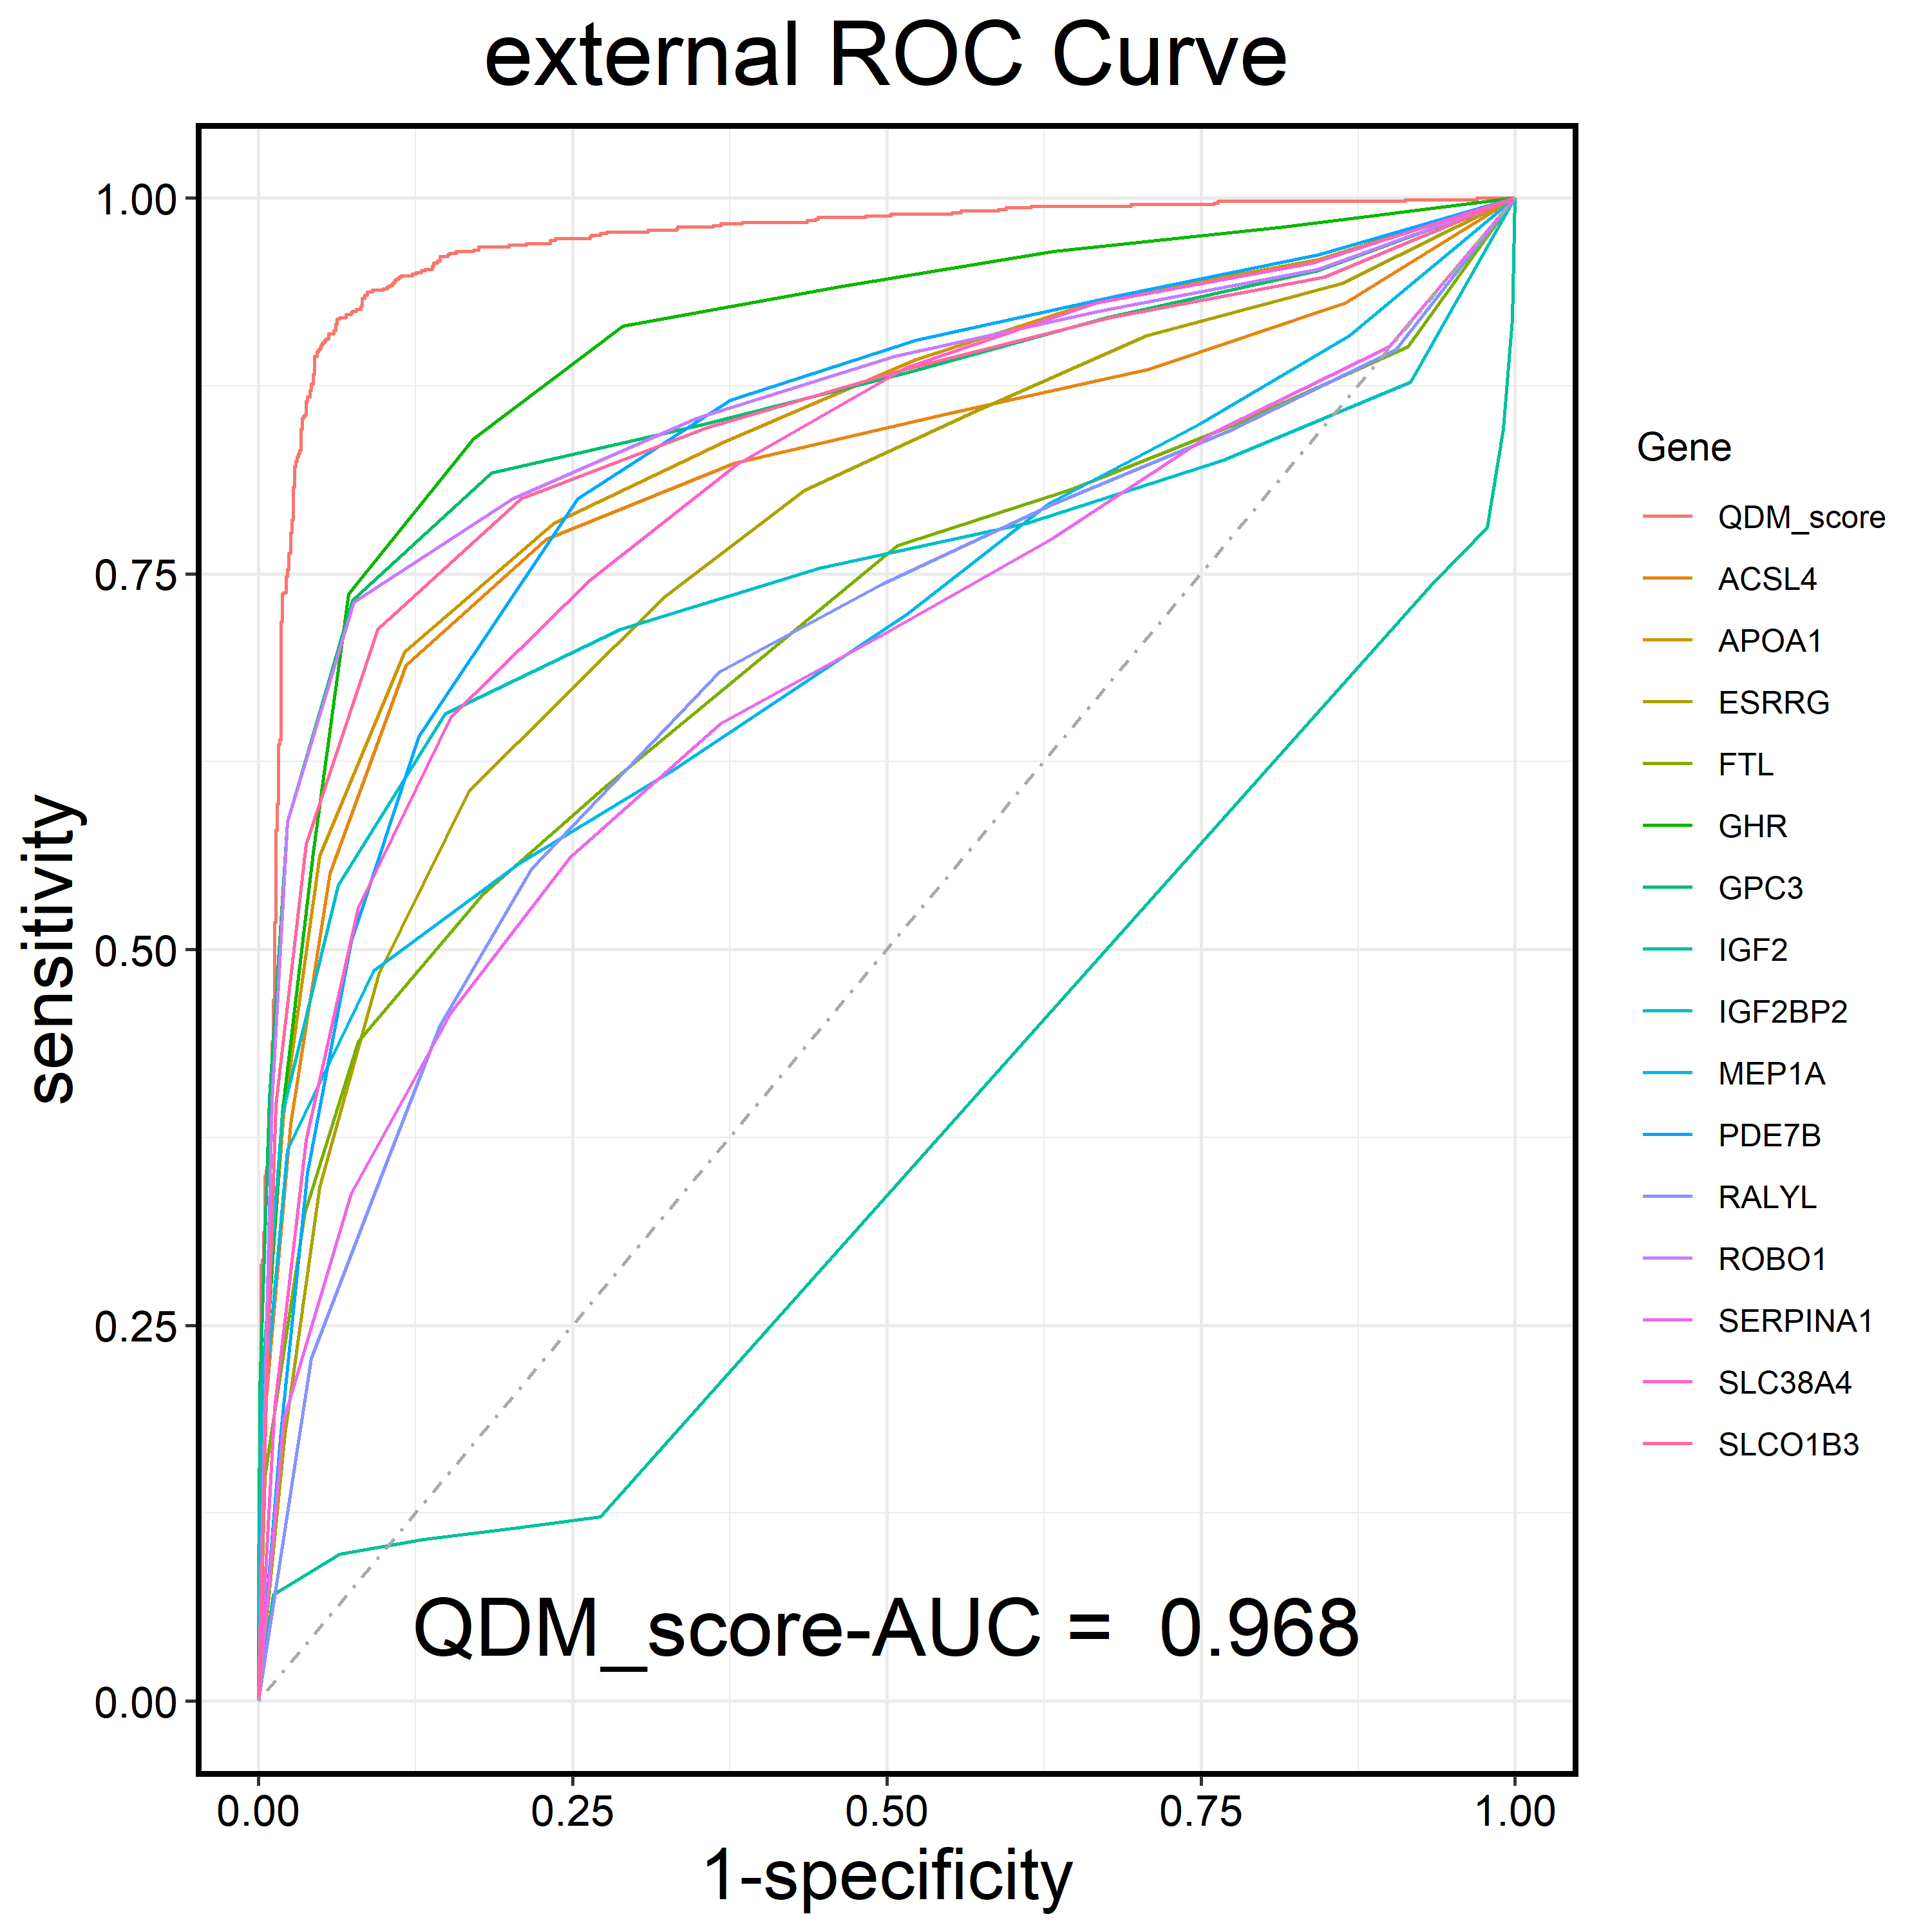 external ROC Curve
sensitivity
1.00
0.75
0.50
0.25
0.00
QDM_score-AUC =  0.968
0.00 0.25 0.50 0.75 1.00
1-specificity
Gene
QDM_score
ACSL4
APOA1
ESRRG
FTL
GHR
GPC3
IGF2
IGF2BP2
MEP1A
PDE7B
RALYL
ROBO1
SERPINA1
SLC38A4
SLCO1B3